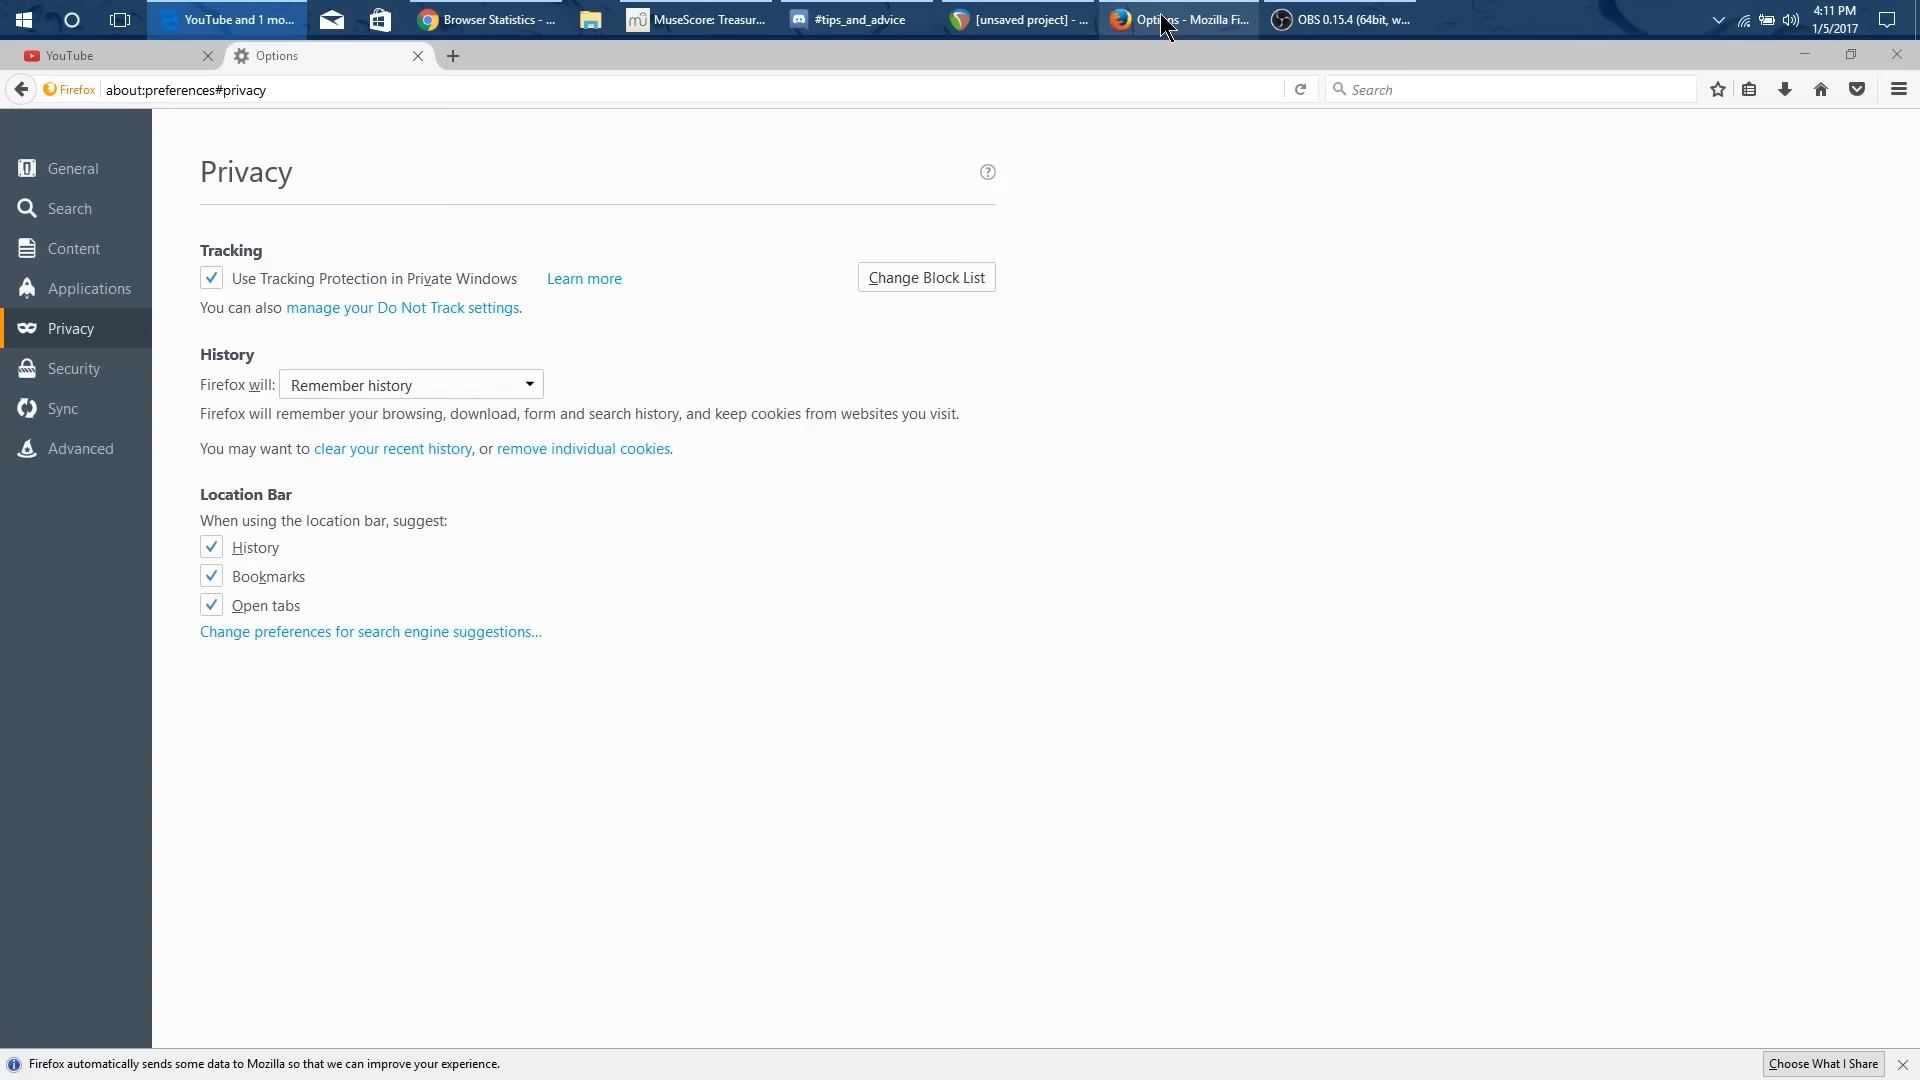 YouTube and 1 mo...
Browser Statistics - ...
MuseScore: Treasur...
#tips_and_advice
[unsaved project] - ...
Options - Mozilla Fi...
OBS 0.15.4 (64bit, w...
4:11 PM
1/5/2017
YouTube
Options
Firefox
about:preferences#privacy
Search
General
Search
Content
Applications
Privacy
Security
Sync
Advanced
Privacy
Tracking
Use Tracking Protection in Private Windows Learn more
Change Block List
You can also manage your Do Not Track settings.
History
Firefox will: Remember history
Firefox will remember your browsing, download, form and search history, and keep cookies from websites you visit.
You may want to clear your recent history, or remove individual cookies.
Location Bar
When using the location bar, suggest:
History
Bookmarks
Open tabs
Change preferences for search engine suggestions...
Firefox automatically sends some data to Mozilla so that we can improve your experience.
Choose What I Share